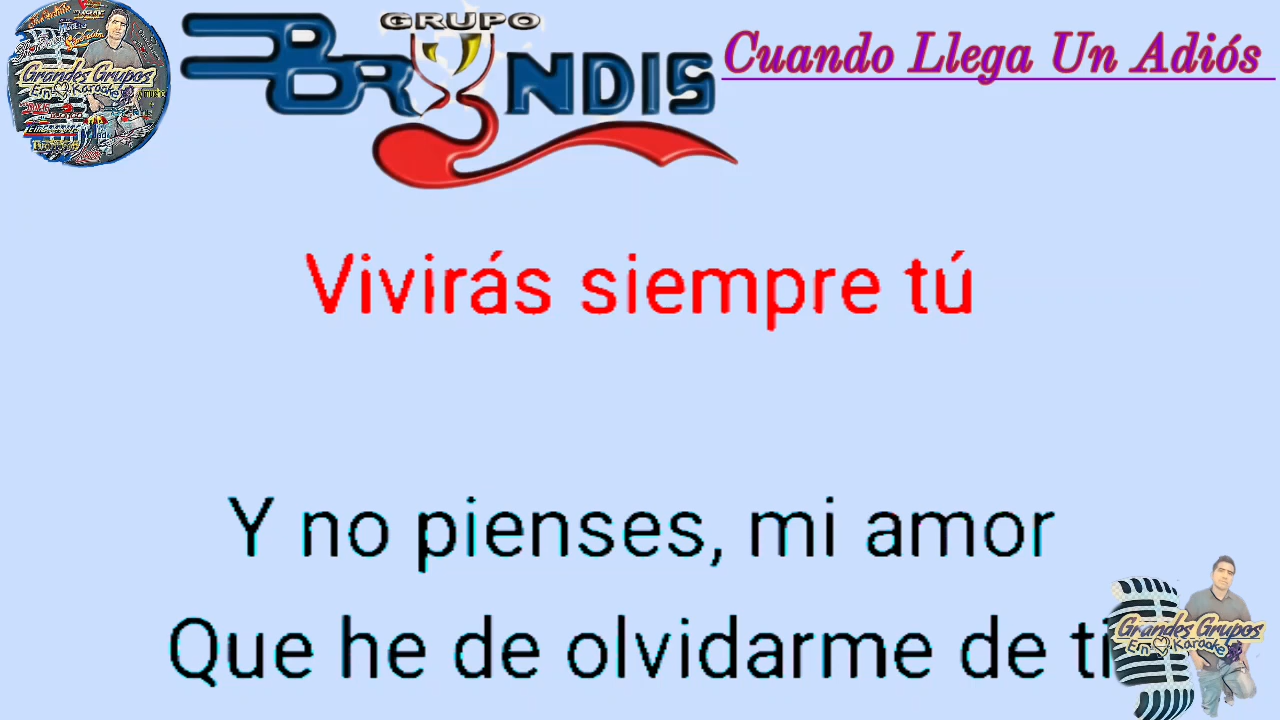 GRUPO
BRYNDIS
Cuando Llega Un Adiós
Grandes Grupos
En Karaoke
Vivirás siempre tú
Y no pienses, mi amor
Que he de olvidarme de ti
Grandes Grupos
En Karaoke